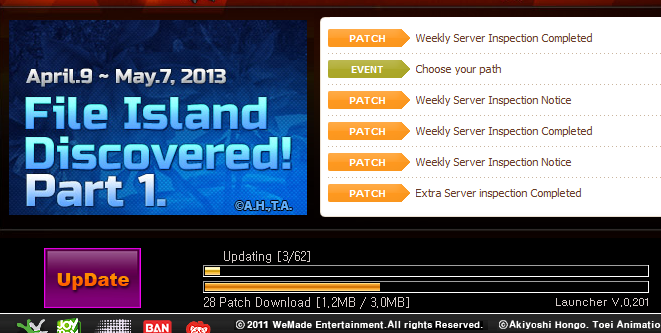 April.9 ~ May.7, 2013
File Island
Discovered!
Part 1.
©A.H.,T.A.
PATCH Weekly Server Inspection Completed
EVENT Choose your path
PATCH Weekly Server Inspection Notice
PATCH Weekly Server Inspection Completed
PATCH Weekly Server Inspection Notice
PATCH Extra Server inspection Completed
UpDate
Updating [3/62]
28 Patch Download [1,2MB / 3,0MB]
Launcher V,0,201
JOY
BAN
© 2011 WeMade Entertainment.All rights Reserved.
©Akiyoshi Hongo. Toei Animatio